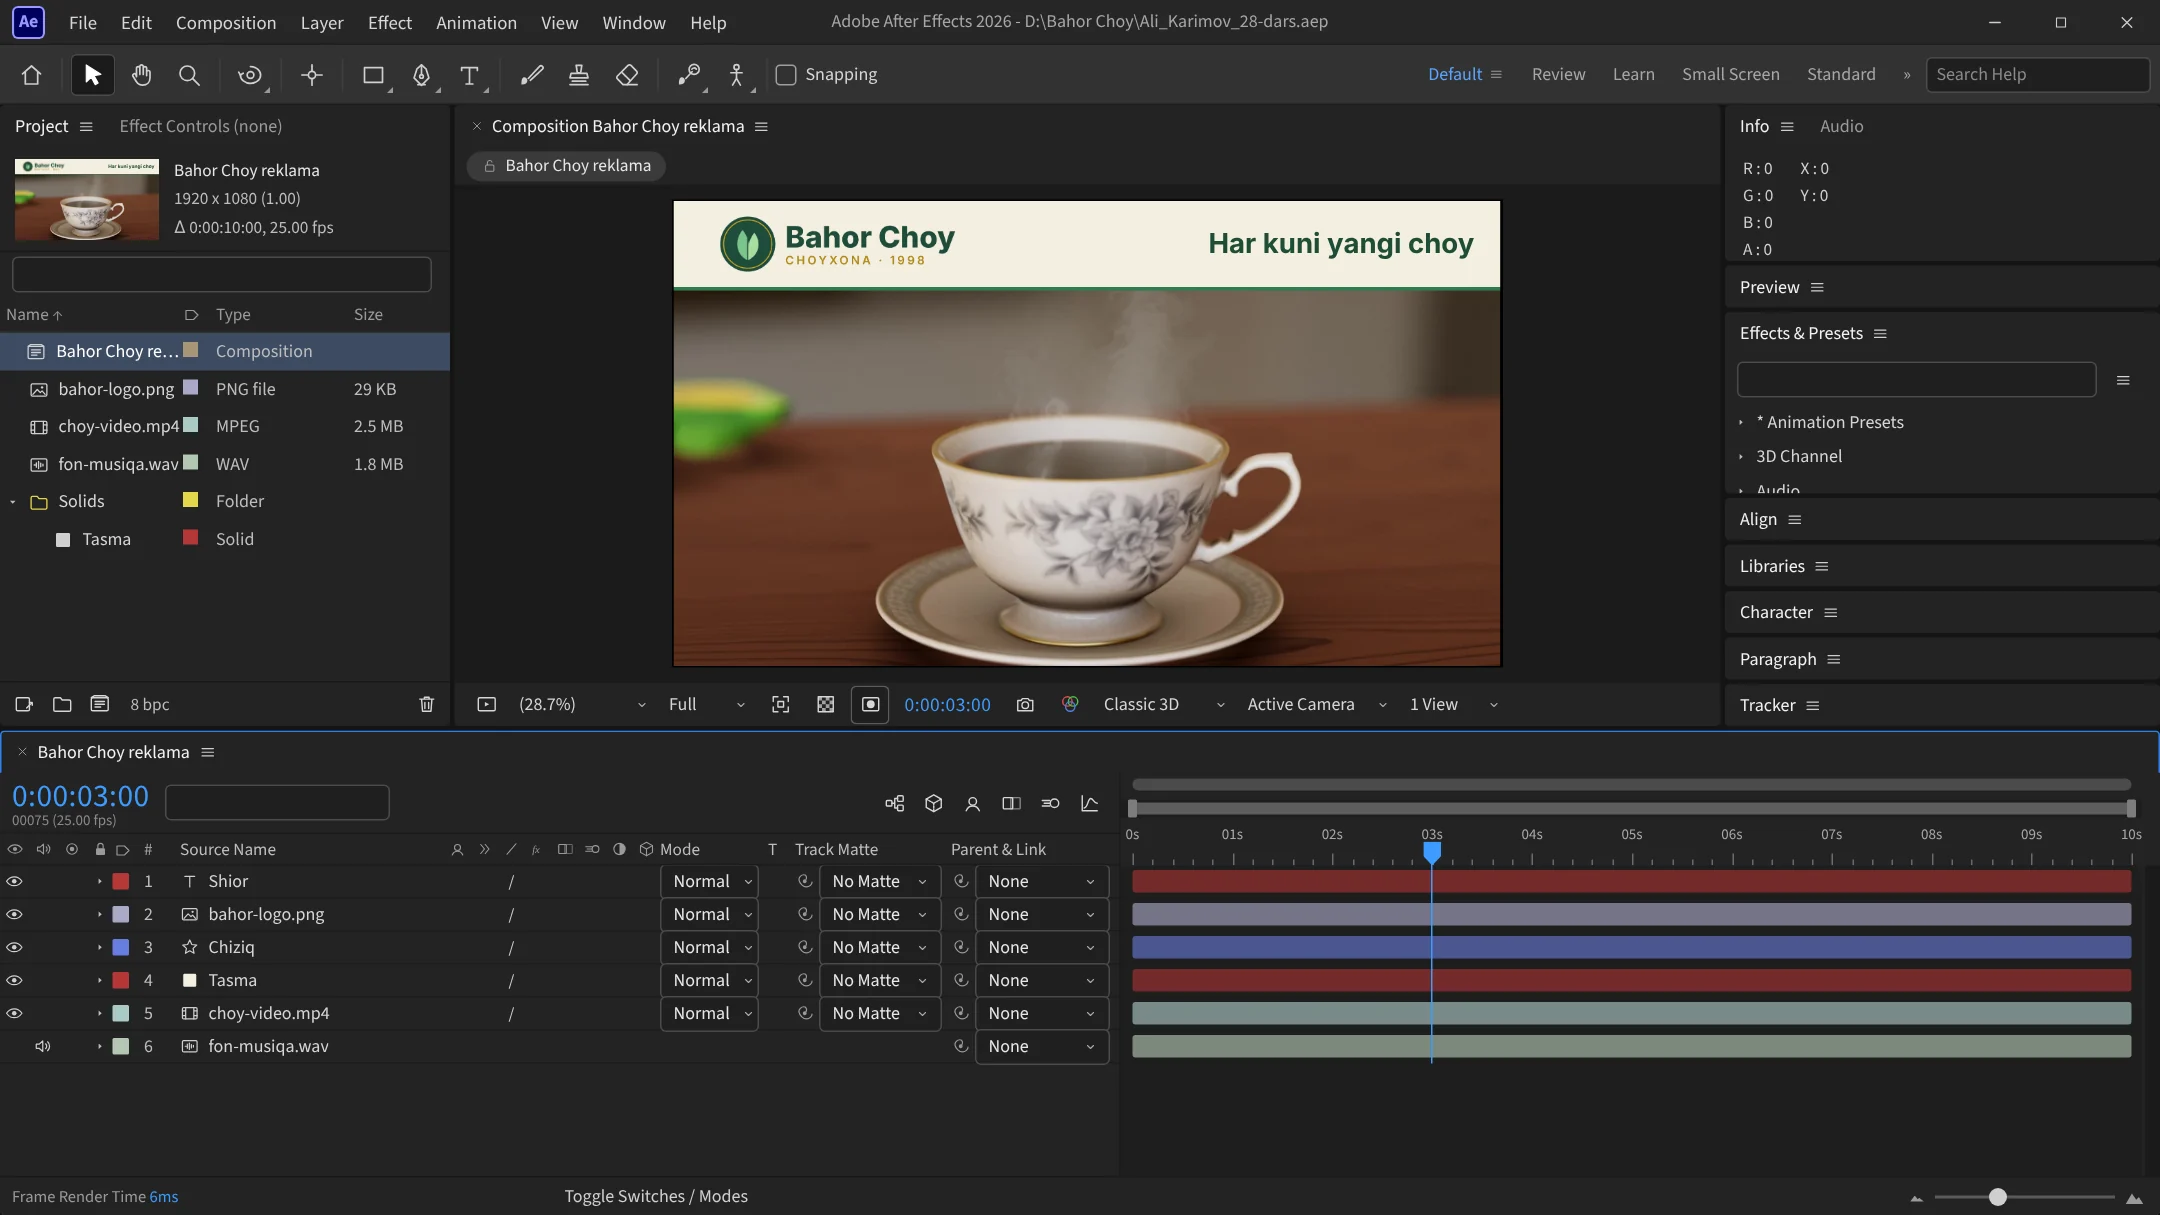 Ae File Edit Composition Layer Effect Animation View Window Help Adobe After Effects 2026 - D:\Bahor Choy\Ali_Karimov_28-dars.aep
Snapping Default Review Learn Small Screen Standard » Search Help
Project Effect Controls (none)
Bahor Choy Har kuni yangi choy
Bahor Choy reklama
1920 x 1080 (1.00)
Δ 0:00:10:00, 25.00 fps
Name Type Size
Bahor Choy re... Composition
bahor-logo.png PNG file 29 KB
choy-video.mp4 MPEG 2.5 MB
fon-musiqa.wav WAV 1.8 MB
Solids Folder
Tasma Solid
8 bpc
Composition Bahor Choy reklama
Bahor Choy reklama
Bahor Choy
CHOYXONA · 1998
Har kuni yangi choy
(28.7%) Full 0:00:03:00 Classic 3D Active Camera 1 View
Info Audio
R:0 X:0
G:0 Y:0
B:0
A:0
Preview
Effects & Presets
* Animation Presets
3D Channel
Audio
Align
Libraries
Character
Paragraph
Tracker
Bahor Choy reklama
0:00:03:00
00075 (25.00 fps)
0s 01s 02s 03s 04s 05s 06s 07s 08s 09s 10s
# Source Name fx Mode T Track Matte Parent & Link
1 T Shior / Normal No Matte None
2 bahor-logo.png / Normal No Matte None
3 Chiziq / Normal No Matte None
4 Tasma / Normal No Matte None
5 choy-video.mp4 / Normal No Matte None
6 fon-musiqa.wav None
Frame Render Time 6ms Toggle Switches / Modes